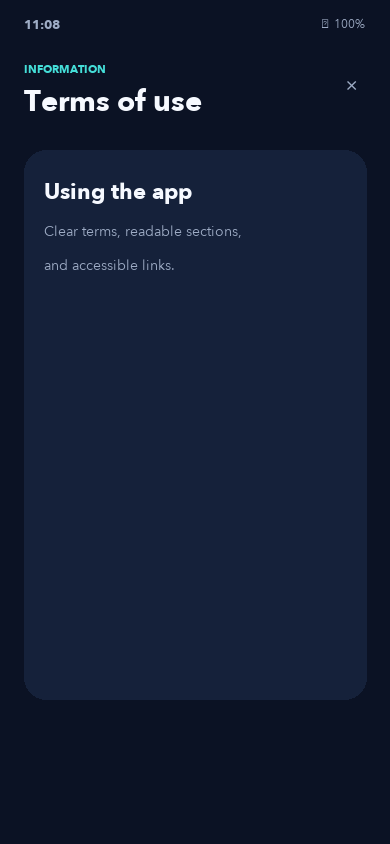 11:08
100%
INFORMATION
Terms of use
×
Using the app
Clear terms, readable sections,
and accessible links.